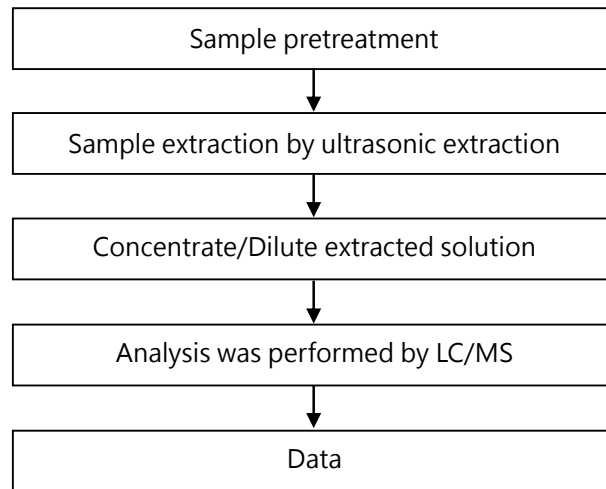 Sample pretreatment
Sample extraction by ultrasonic extraction
Concentrate/Dilute extracted solution
Analysis was performed by LC/MS
Data